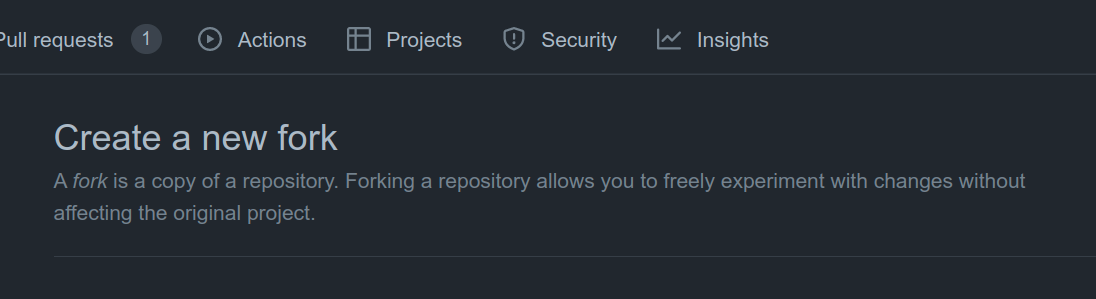 Pull requests 1 Actions Projects Security Insights
Create a new fork
A fork is a copy of a repository. Forking a repository allows you to freely experiment with changes without
affecting the original project.